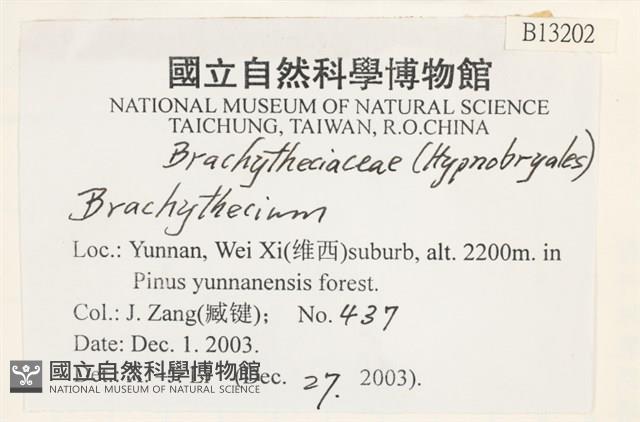 B13202
國立自然科學博物館
NATIONAL MUSEUM OF NATURAL SCIENCE
TAICHUNG, TAIWAN, R.O.CHINA
Brachytheciaceae (Hypnobryales)
Brachythecium
Loc.: Yunnan, Wei Xi(维西)suburb, alt. 2200m. in
Pinus yunnanensis forest.
Col.: J. Zang(臧键); No. 437
Date: Dec. 1. 2003.
(Dec. 27. 2003).
國立自然科學博物館
NATIONAL MUSEUM OF NATURAL SCIENCE